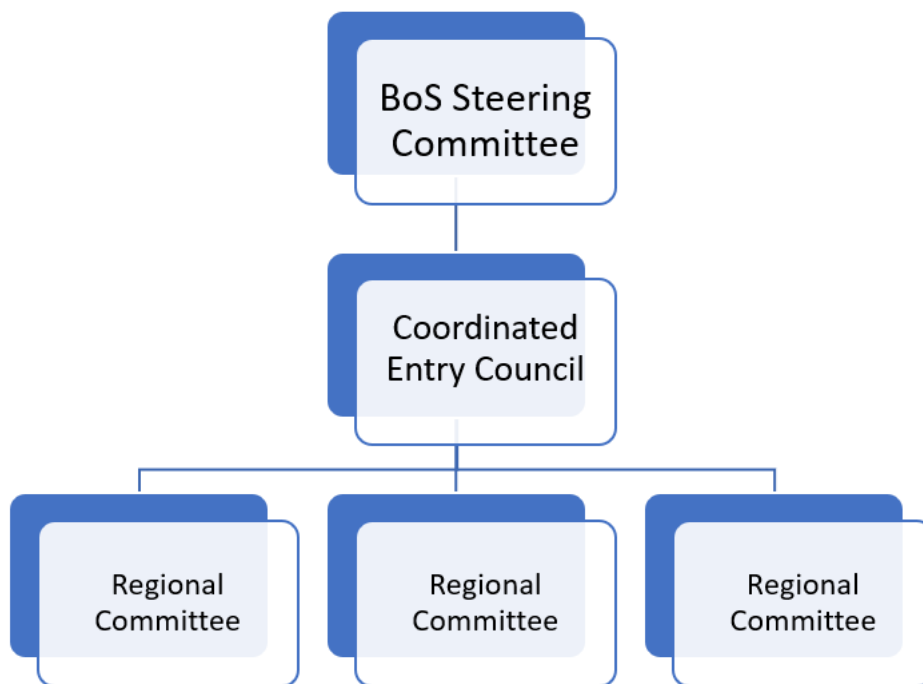 BoS Steering
Committee
Coordinated
Entry Council
Regional
Committee
Regional
Committee
Regional
Committee